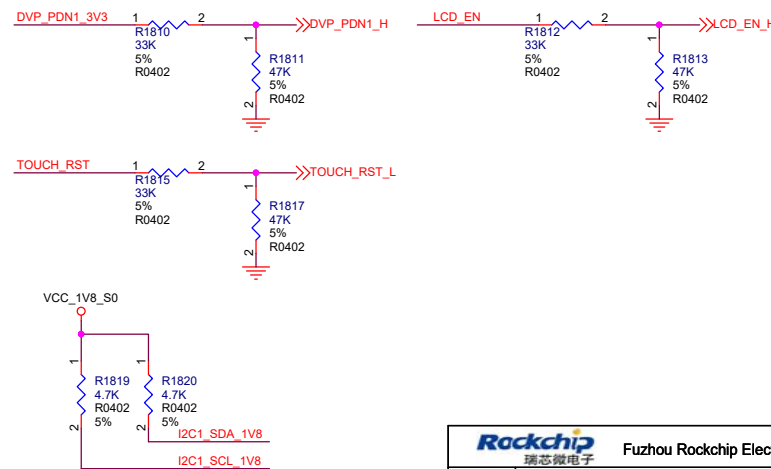 DVP_PDN1_3V3
1
2
R1810
33K
5%
R0402
DVP_PDN1_H
1
R1811
47K
5%
R0402
2
LCD_EN
1
2
R1812
33K
5%
R0402
LCD_EN_H
1
R1813
47K
5%
R0402
2
TOUCH_RST
1
2
R1815
33K
5%
R0402
TOUCH_RST_L
1
R1817
47K
5%
R0402
2
VCC_1V8_S0
1
R1819
4.7K
R0402
5%
2
1
R1820
4.7K
R0402
5%
2
I2C1_SDA_1V8
I2C1_SCL_1V8
Rockchip
瑞芯微电子
Fuzhou Rockchip Elec